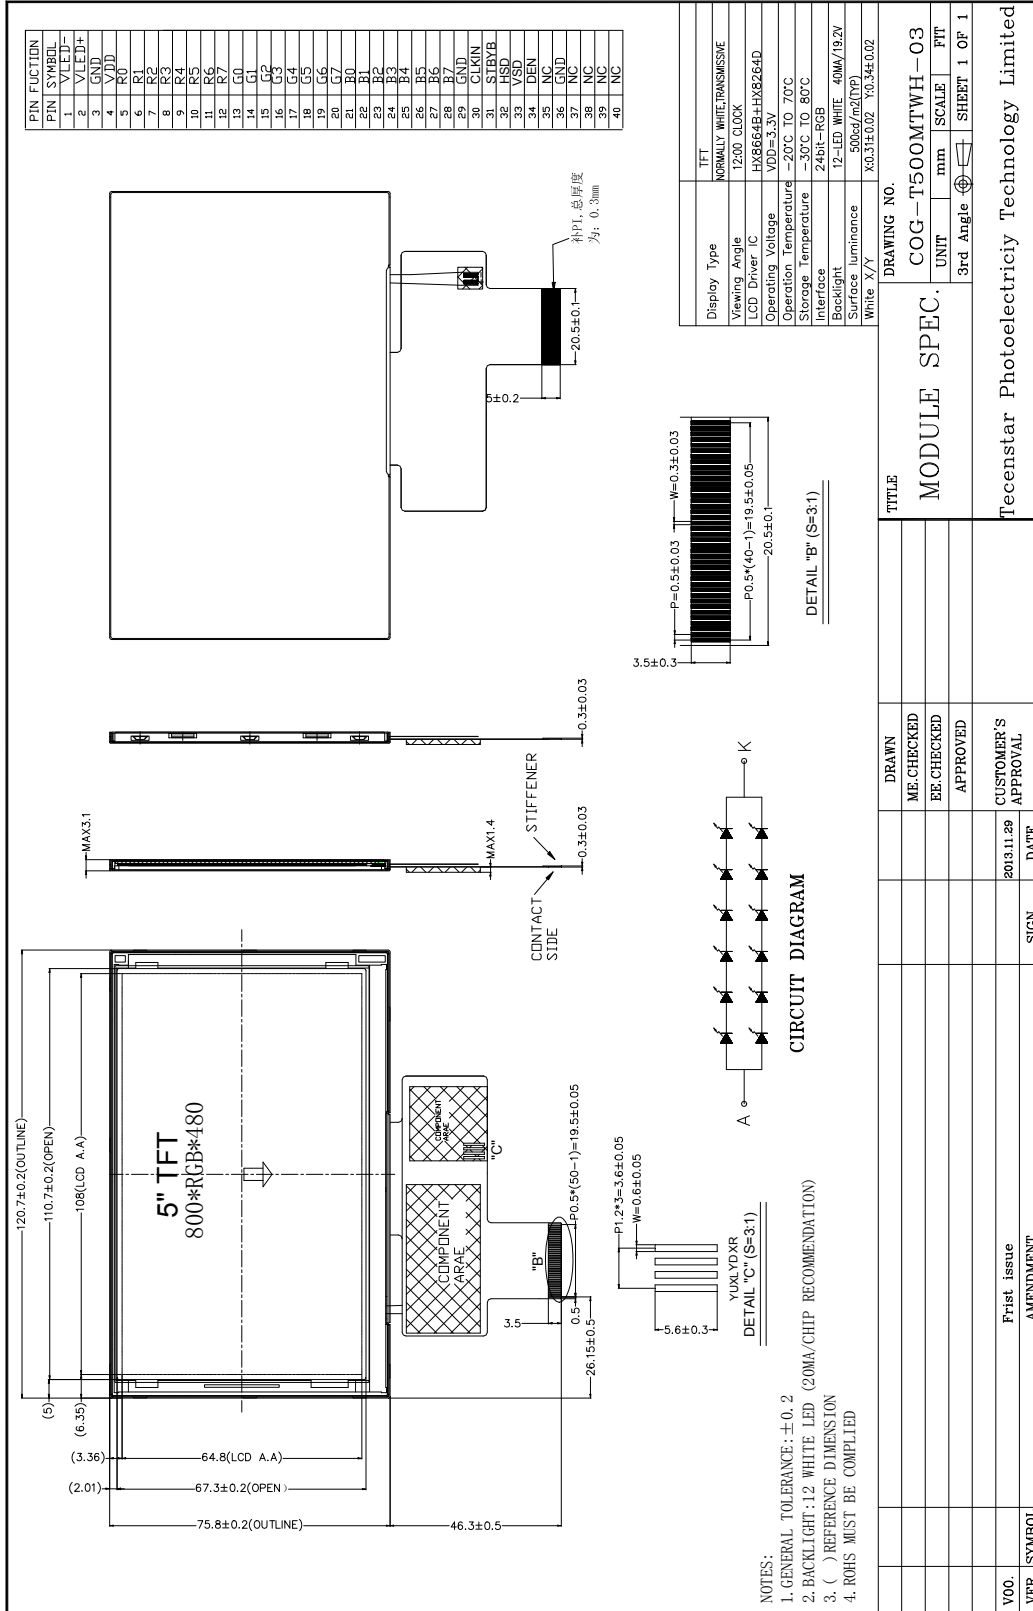 PIN FUCTION
PIN SYMBOL
1 VLED-
2 VLED+
3 GND
4 VDD
5 R0
6 R1
7 R2
8 R3
9 R4
10 R5
11 R6
12 R7
13 G0
14 G1
15 G2
16 G3
17 G4
18 G5
19 G6
20 G7
21 B0
22 B1
23 B2
24 B3
25 B4
26 B5
27 B6
28 B7
29 GND
30 CLKIN
31 STBYB
32 HSD
33 VSD
34 DEN
35 NC
36 GND
37 NC
38 NC
39 NC
40 NC
补PI,总厚度
为: 0.3mm
20.5±0.1
5±0.2
0.3±0.03
MAX3.1
MAX1.4
STIFFENER
0.3±0.03
CONTACT
SIDE
120.7±0.2(OUTLINE)
110.7±0.2(OPEN)
108(LCD A.A)
(5)
(6.35)
(3.36)
64.8(LCD A.A)
(2.01)
67.3±0.2(OPEN)
75.8±0.2(OUTLINE)
46.3±0.5
5" TFT
800*RGB*480
COMPONENT
ARAE
COMPONENT
ARAE
"C"
"B"
P0.5*(50-1)=19.5±0.05
3.5
0.5
26.15±0.5
P1.2*3=3.6±0.05
W=0.6±0.05
5.6±0.3
YUXLYDXR
DETAIL "C" (S=3:1)
A
K
CIRCUIT DIAGRAM
P=0.5±0.03
W=0.3±0.03
3.5±0.3
P0.5*(40-1)=19.5±0.05
20.5±0.1
DETAIL "B" (S=3:1)
Display Type TFT
NORMALLY WHITE,TRANSMISSIVE
Viewing Angle 12:00 CLOCK
LCD Driver IC HX8664B+HX8264D
Operating Voltage VDD=3.3V
Operation Temperature -20°C TO 70°C
Storage Temperature -30°C TO 80°C
Interface 24bit-RGB
Backlight 12-LED WHITE 40MA/19.2V
Surface luminance 500cd/m2(TYP)
White X/Y X:0.31±0.02 Y:0.34±0.02
NOTES:
1. GENERAL TOLERANCE:±0.2
2. BACKLIGHT:12 WHITE LED (20MA/CHIP RECOMMENDATION)
3. ( )REFERENCE DIMENSION
4. ROHS MUST BE COMPLIED
TITLE
MODULE SPEC.
DRAWING NO.
COG-T500MTWH-03
UNIT mm SCALE FIT
3rd Angle SHEET 1 OF 1
Tecenstar Photoelectriciy Technology Limited
DRAWN
ME.CHECKED
EE.CHECKED
APPROVED
CUSTOMER'S
APPROVAL
V00. Frist issue 2013.11.29
VER SYMBOL AMENDMENT SIGN DATE